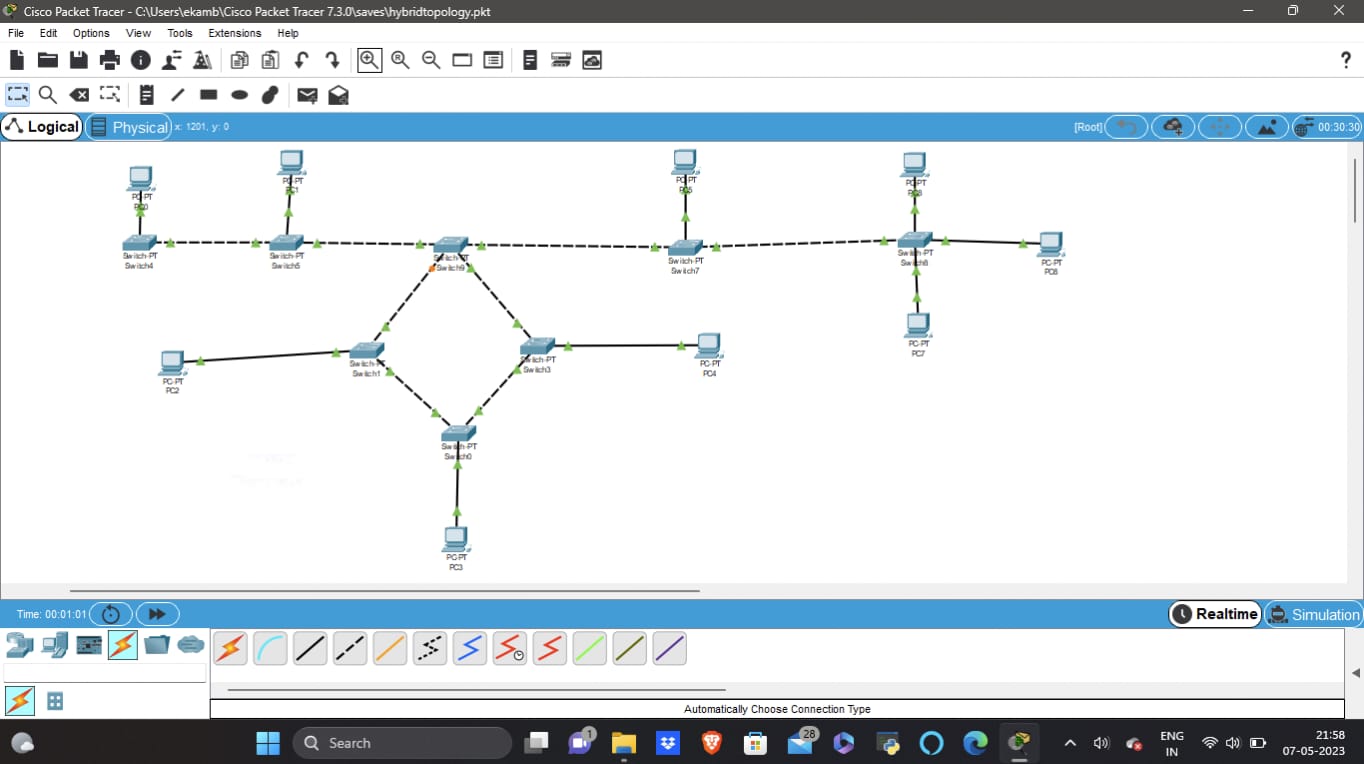 Cisco Packet Tracer - C:\Users\ekamb\Cisco Packet Tracer 7.3.0\saves\hybridtopology.pkt
File Edit Options View Tools Extensions Help
?
Logical Physical x: 1201, y: 0 [Root] 00:30:30
PC-PT
PC0
PC-PT
PC1
PC-PT
PC5
PC-PT
Switch-PT
Switch4
Switch-PT
Switch5
Switch-PT
Switch9
Switch-PT
Switch7
Switch-PT
PC-PT
PC-PT
PC7
PC-PT
PC2
Switch-PT
Switch1
Switch-PT
Switch3
PC-PT
PC4
Switch-PT
Switch0
PC-PT
PC3
Time: 00:01:01 Realtime Simulation
Automatically Choose Connection Type
1 28
Search
ENG
IN
21:58
07-05-2023